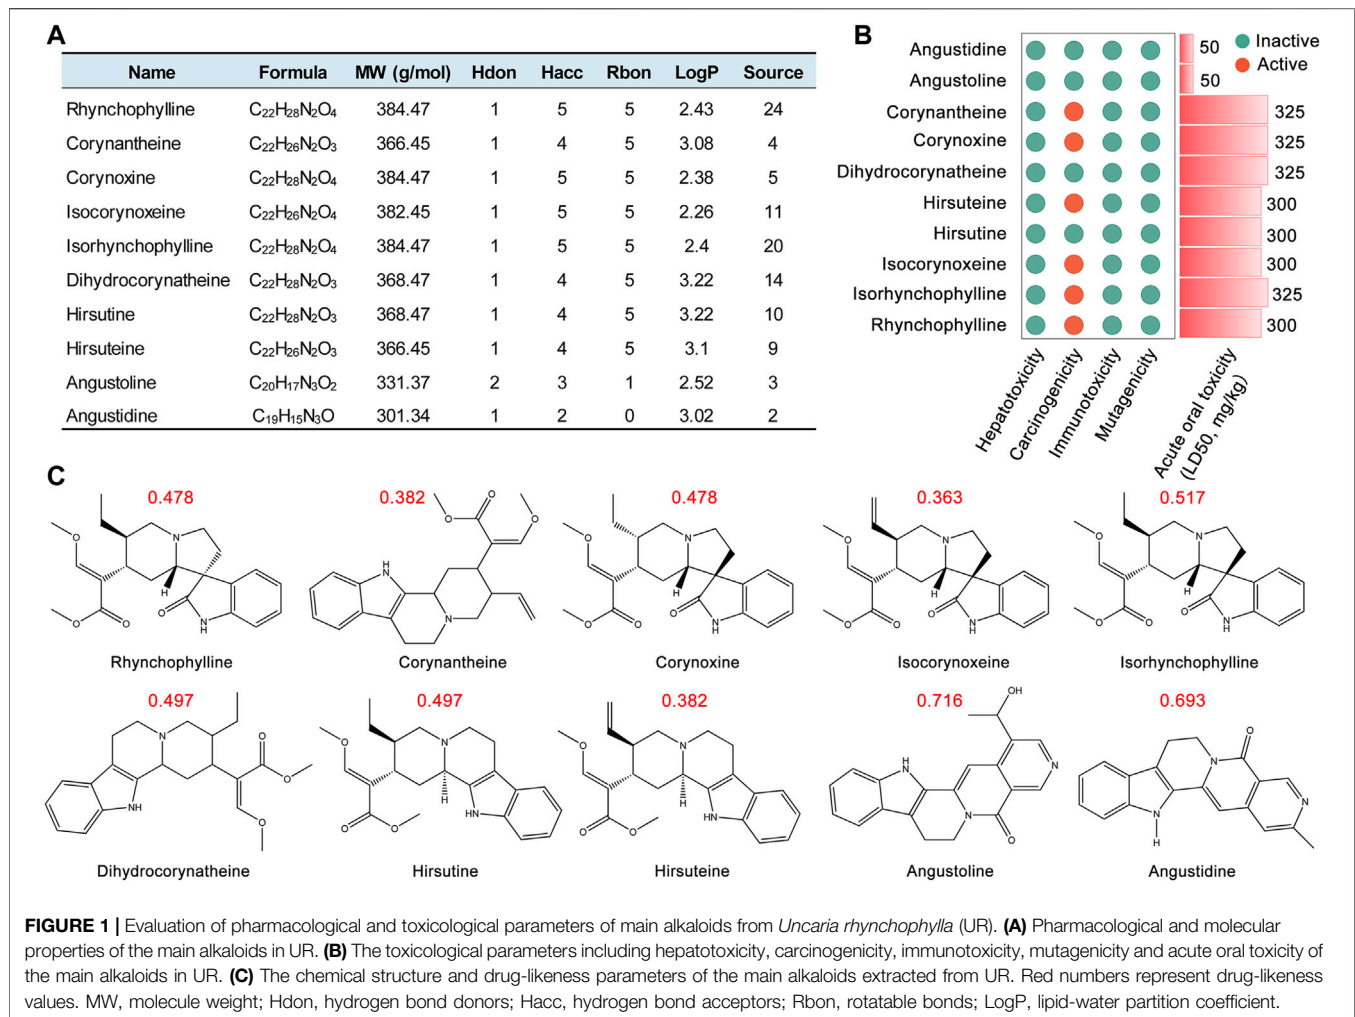 A
Name Formula MW (g/mol) Hdon Hacc Rbon LogP Source
Rhynchophylline C22H28N2O4 384.47 1 5 5 2.43 24
Corynantheine C22H26N2O3 366.45 1 4 5 3.08 4
Corynoxine C22H28N2O4 384.47 1 5 5 2.38 5
Isocorynoxeine C22H26N2O4 382.45 1 5 5 2.26 11
Isorhynchophylline C22H28N2O4 384.47 1 5 5 2.4 20
Dihydrocorynatheine C22H28N2O3 368.47 1 4 5 3.22 14
Hirsutine C22H28N2O3 368.47 1 4 5 3.22 10
Hirsuteine C22H26N2O3 366.45 1 4 5 3.1 9
Angustoline C20H17N3O2 331.37 2 3 1 2.52 3
Angustidine C19H15N3O 301.34 1 2 0 3.02 2
B
Inactive
Active
Angustidine 50
Angustoline 50
Corynantheine 325
Corynoxine 325
Dihydrocorynatheine 325
Hirsuteine 300
Hirsutine 300
Isocorynoxeine 300
Isorhynchophylline 325
Rhynchophylline 300
Hepatotoxicity
Carcinogenicity
Immunotoxicity
Mutagenicity
Acute oral toxicity
(LD50, mg/kg)
C
0.478 0.382 0.478 0.363 0.517
O N H O O O N H
O O O H N N
O N H O O O N H
O N H O O O N H
O N H O O O N H
Rhynchophylline Corynantheine Corynoxine Isocorynoxeine Isorhynchophylline
0.497 0.497 0.382 0.716 0.693
N O O NH O
O N O O H HN
O N O O H HN
OH H N N N O
O N N N H
Dihydrocorynatheine Hirsutine Hirsuteine Angustoline Angustidine
FIGURE 1 | Evaluation of pharmacological and toxicological parameters of main alkaloids from Uncaria rhynchophylla (UR). (A) Pharmacological and molecular
properties of the main alkaloids in UR. (B) The toxicological parameters including hepatotoxicity, carcinogenicity, immunotoxicity, mutagenicity and acute oral toxicity of
the main alkaloids in UR. (C) The chemical structure and drug-likeness parameters of the main alkaloids extracted from UR. Red numbers represent drug-likeness
values. MW, molecule weight; Hdon, hydrogen bond donors; Hacc, hydrogen bond acceptors; Rbon, rotatable bonds; LogP, lipid-water partition coefficient.